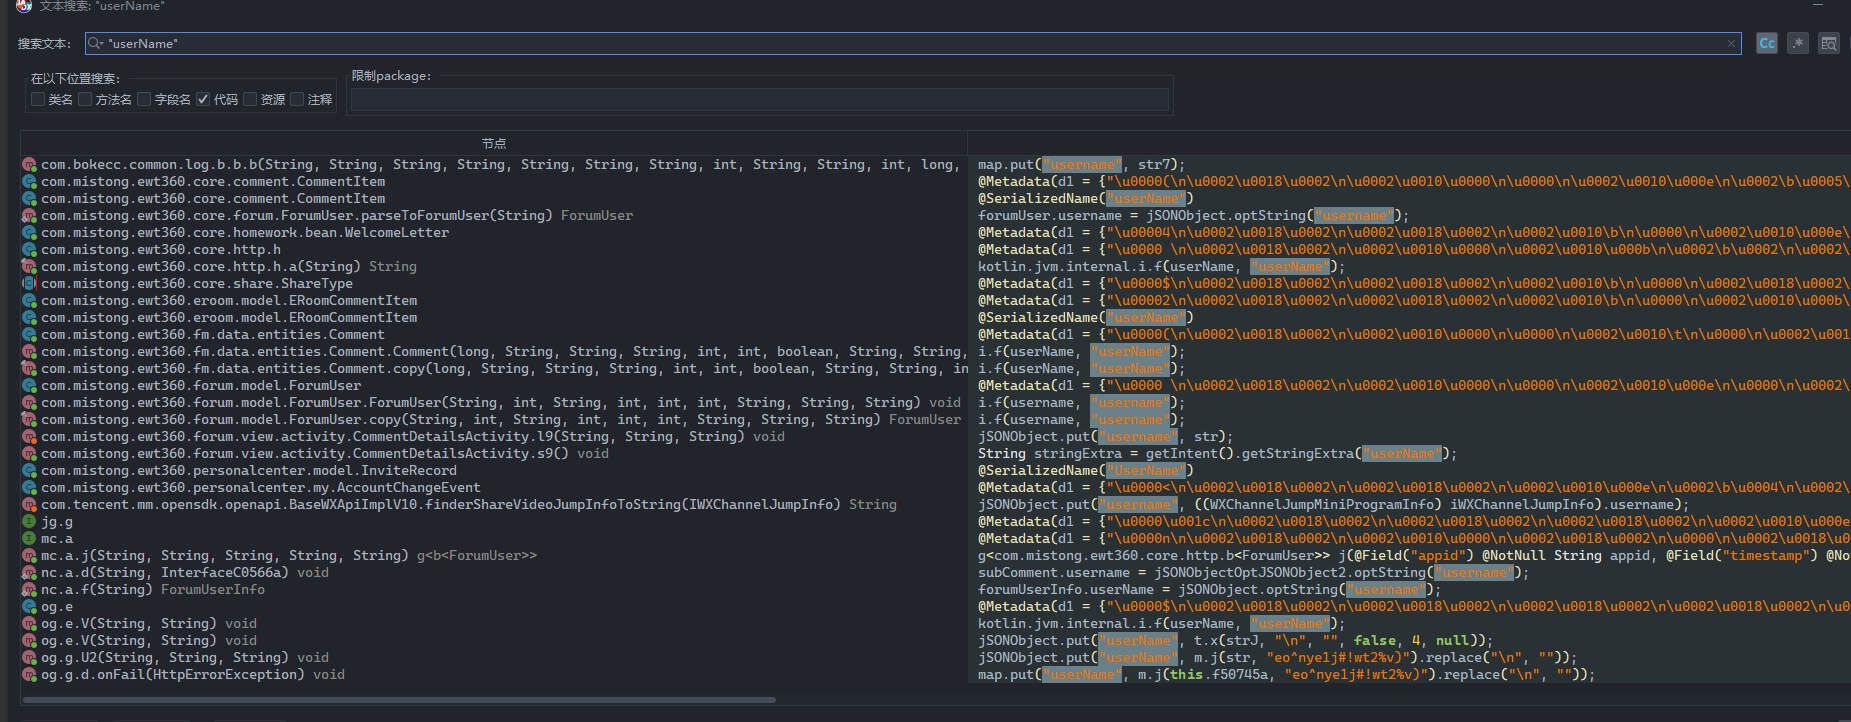 文本搜索: "userName"
搜索文本: "userName"
Cc .*
在以下位置搜索: 限制package:
类名 方法名 字段名 代码 资源 注释
节点
com.bokecc.common.log.b.b.b(String, String, String, String, String, String, String, int, String, String, int, long, map.put("username", str7);
com.mistong.ewt360.core.comment.CommentItem @Metadata(d1 = {"\u0000(\n\u0002\u0018\u0002\n\u0002\u0010\u0000\n\u0000\n\u0002\u0010\u000e\n\u0002\b\u0005\
com.mistong.ewt360.core.comment.CommentItem @SerializedName("userName")
com.mistong.ewt360.core.forum.ForumUser.parseToForumUser(String) ForumUser forumUser.username = jSONObject.optString("username");
com.mistong.ewt360.core.homework.bean.WelcomeLetter @Metadata(d1 = {"\u00004\n\u0002\u0018\u0002\n\u0002\u0018\u0002\n\u0002\u0010\b\n\u0000\n\u0002\u0010\u000e\
com.mistong.ewt360.core.http.h @Metadata(d1 = {"\u0000 \n\u0002\u0018\u0002\n\u0002\u0010\u0000\n\u0002\u0010\u000b\n\u0002\b\u0002\n\u0002\
com.mistong.ewt360.core.http.h.a(String) String kotlin.jvm.internal.i.f(userName, "userName");
com.mistong.ewt360.core.share.ShareType @Metadata(d1 = {"\u0000$\n\u0002\u0018\u0002\n\u0002\u0018\u0002\n\u0002\u0010\b\n\u0000\n\u0002\u0018\u0002\
com.mistong.ewt360.eroom.model.ERoomCommentItem @Metadata(d1 = {"\u00002\n\u0002\u0018\u0002\n\u0002\u0018\u0002\n\u0002\u0010\b\n\u0000\n\u0002\u0010\u000b\
com.mistong.ewt360.eroom.model.ERoomCommentItem @SerializedName("userName")
com.mistong.ewt360.fm.data.entities.Comment @Metadata(d1 = {"\u0000(\n\u0002\u0018\u0002\n\u0002\u0010\u0000\n\u0000\n\u0002\u0010\t\n\u0000\n\u0002\u001
com.mistong.ewt360.fm.data.entities.Comment.Comment(long, String, String, String, int, int, boolean, String, String, i.f(userName, "userName");
com.mistong.ewt360.fm.data.entities.Comment.copy(long, String, String, String, int, int, boolean, String, String, in i.f(userName, "userName");
com.mistong.ewt360.forum.model.ForumUser @Metadata(d1 = {"\u0000 \n\u0002\u0018\u0002\n\u0002\u0010\u0000\n\u0000\n\u0002\u0010\u000e\n\u0000\n\u0002\
com.mistong.ewt360.forum.model.ForumUser.ForumUser(String, int, String, int, int, int, String, String, String) void i.f(username, "username");
com.mistong.ewt360.forum.model.ForumUser.copy(String, int, String, int, int, int, String, String, String) ForumUser i.f(username, "username");
com.mistong.ewt360.forum.view.activity.CommentDetailsActivity.l9(String, String, String) void jSONObject.put("username", str);
com.mistong.ewt360.forum.view.activity.CommentDetailsActivity.s9() void String stringExtra = getIntent().getStringExtra("userName");
com.mistong.ewt360.personalcenter.model.InviteRecord @SerializedName("UserName")
com.mistong.ewt360.personalcenter.my.AccountChangeEvent @Metadata(d1 = {"\u0000<\n\u0002\u0018\u0002\n\u0002\u0018\u0002\n\u0002\u0010\u000e\n\u0002\b\u0004\n\u0002\
com.tencent.mm.opensdk.openapi.BaseWXApiImplV10.finderShareVideoJumpInfoToString(IWXChannelJumpInfo) String jSONObject.put("username", ((WXChannelJumpMiniProgramInfo) iWXChannelJumpInfo).username);
jg.g @Metadata(d1 = {"\u0000\u001c\n\u0002\u0018\u0002\n\u0002\u0018\u0002\n\u0002\u0018\u0002\n\u0002\u0010\u000e
mc.a @Metadata(d1 = {"\u0000n\n\u0002\u0018\u0002\n\u0002\u0018\u0002\n\u0002\u0010\u0000\n\u0002\u0018\u0
mc.a.j(String, String, String, String, String) g<b<ForumUser>> g<com.mistong.ewt360.core.http.b<ForumUser>> j(@Field("appid") @NotNull String appid, @Field("timestamp") @No
nc.a.d(String, InterfaceC0566a) void subComment.username = jSONObjectOptJSONObject2.optString("username");
nc.a.f(String) ForumUserInfo forumUserInfo.userName = jSONObject.optString("username");
og.e @Metadata(d1 = {"\u0000$\n\u0002\u0018\u0002\n\u0002\u0018\u0002\n\u0002\u0018\u0002\n\u0002\u0018\u0002\n\u0
og.e.V(String, String) void kotlin.jvm.internal.i.f(userName, "userName");
og.e.V(String, String) void jSONObject.put("userName", t.x(strJ, "\n", "", false, 4, null));
og.g.U2(String, String, String) void jSONObject.put("userName", m.j(str, "eo^nye1j#!wt2%v)").replace("\n", ""));
og.g.d.onFail(HttpErrorException) void map.put("userName", m.j(this.f50745a, "eo^nye1j#!wt2%v)").replace("\n", ""));